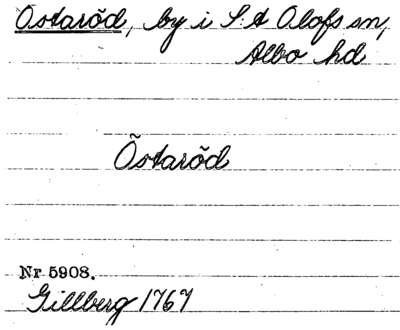 Östaröd, by i S:t Olofs sn,
Albo hd
Östaröd
Nr 5908.
Gillberg 1767